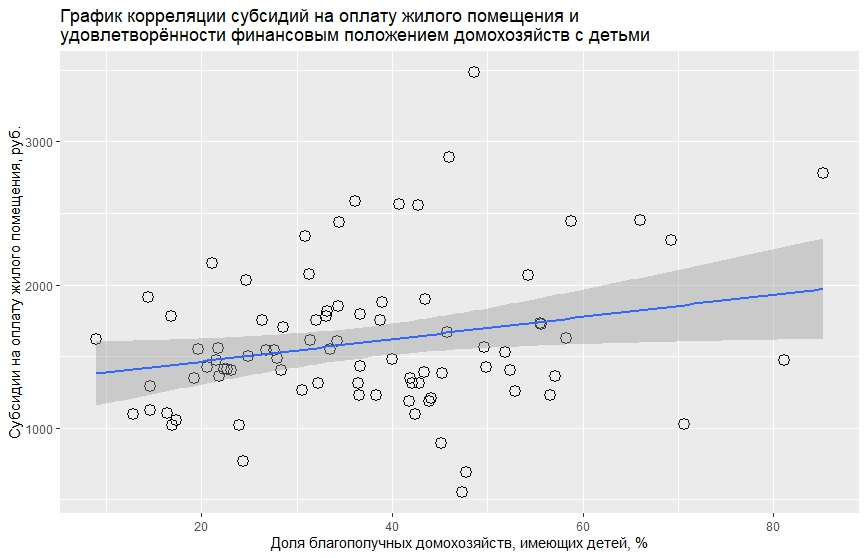 График корреляции субсидий на оплату жилого помещения и
удовлетворённости финансовым положением домохозяйств с детьми
Субсидии на оплату жилого помещения, руб.
3000
2000
1000
20 40 60 80
Доля благополучных домохозяйств, имеющих детей, %